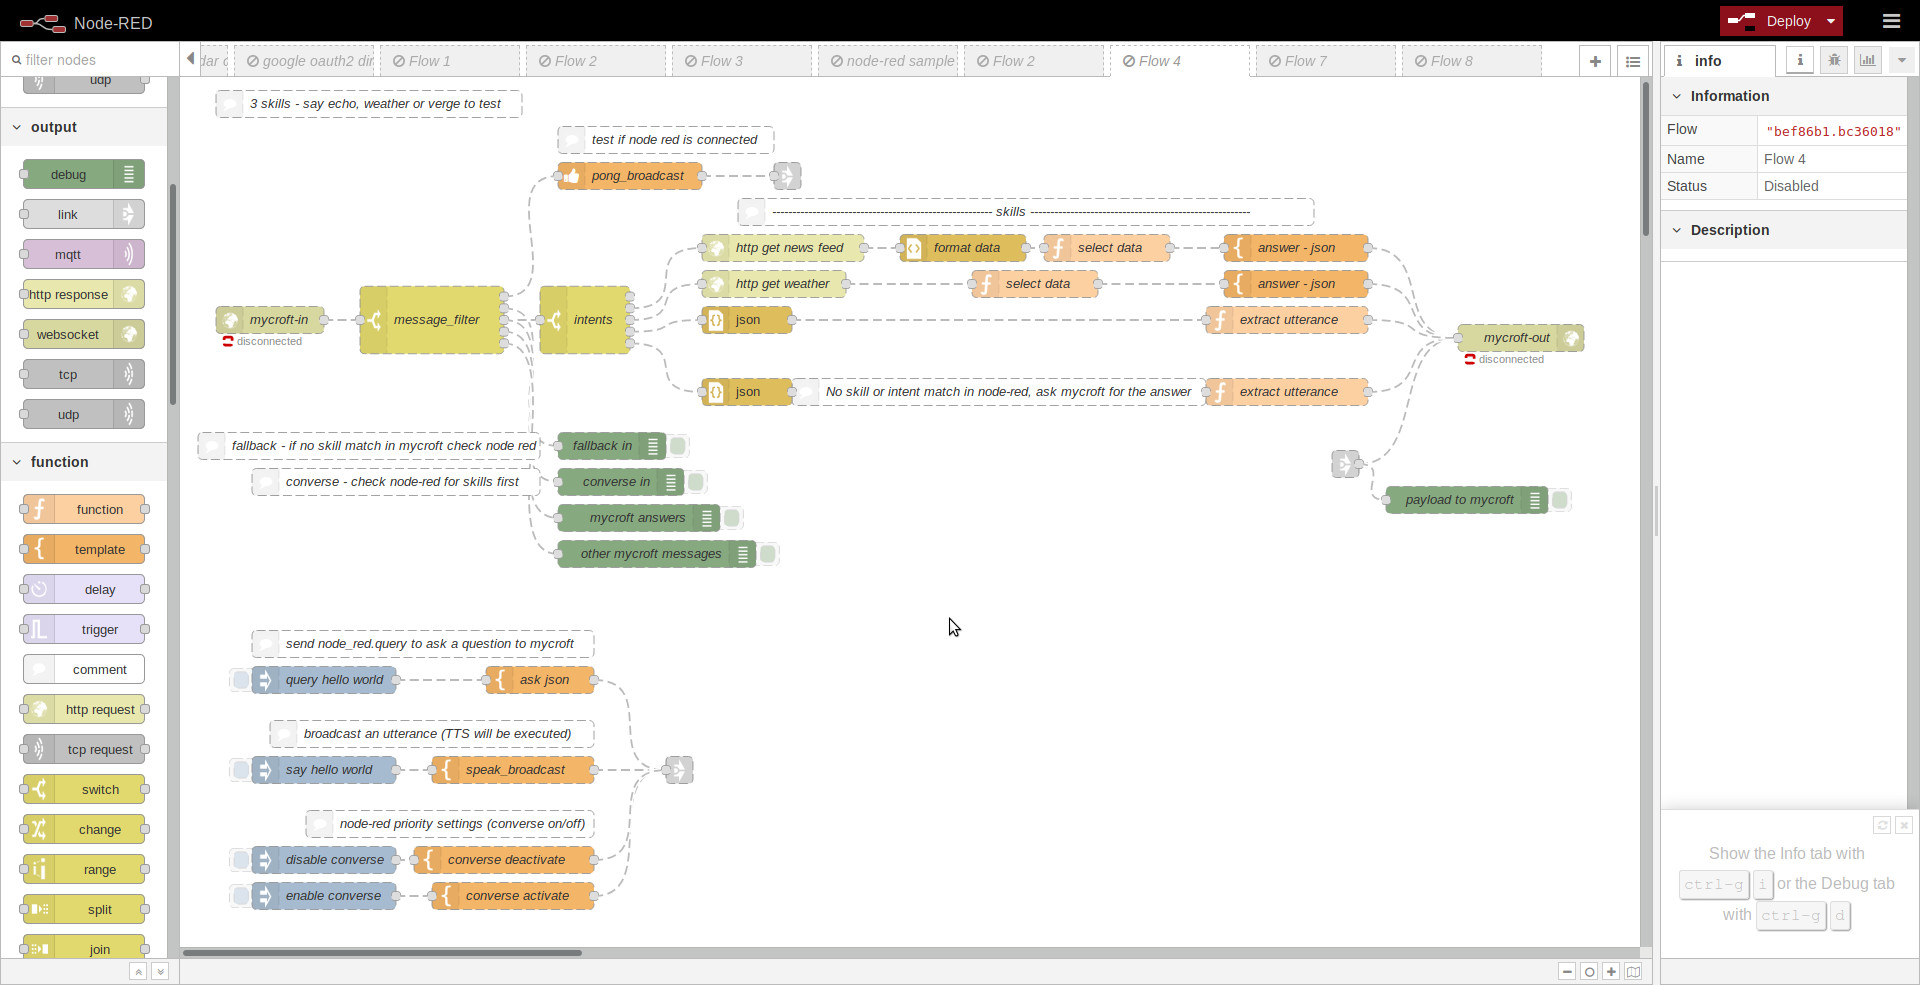 Node-RED
Deploy
filter nodes
dar c
google oauth2 dir
Flow 1
Flow 2
Flow 3
node-red sample
Flow 2
Flow 4
Flow 7
Flow 8
info
udp
output
debug
link
mqtt
http response
websocket
tcp
udp
function
function
template
delay
trigger
comment
http request
tcp request
switch
change
range
split
join
3 skills - say echo, weather or verge to test
test if node red is connected
pong_broadcast
------------------------------------------------------- skills -------------------------------------------------------
http get news feed
format data
select data
answer - json
http get weather
select data
answer - json
mycroft-in
disconnected
message_filter
intents
json
extract utterance
mycroft-out
disconnected
json
No skill or intent match in node-red, ask mycroft for the answer
extract utterance
fallback - if no skill match in mycroft check node red
fallback in
converse - check node-red for skills first
converse in
mycroft answers
payload to mycroft
other mycroft messages
send node_red.query to ask a question to mycroft
query hello world
ask json
broadcast an utterance (TTS will be executed)
say hello world
speak_broadcast
node-red priority settings (converse on/off)
disable converse
converse deactivate
enable converse
converse activate
Information
Flow
"bef86b1.bc36018"
Name
Flow 4
Status
Disabled
Description
Show the Info tab with
ctrl-g i or the Debug tab
with ctrl-g d